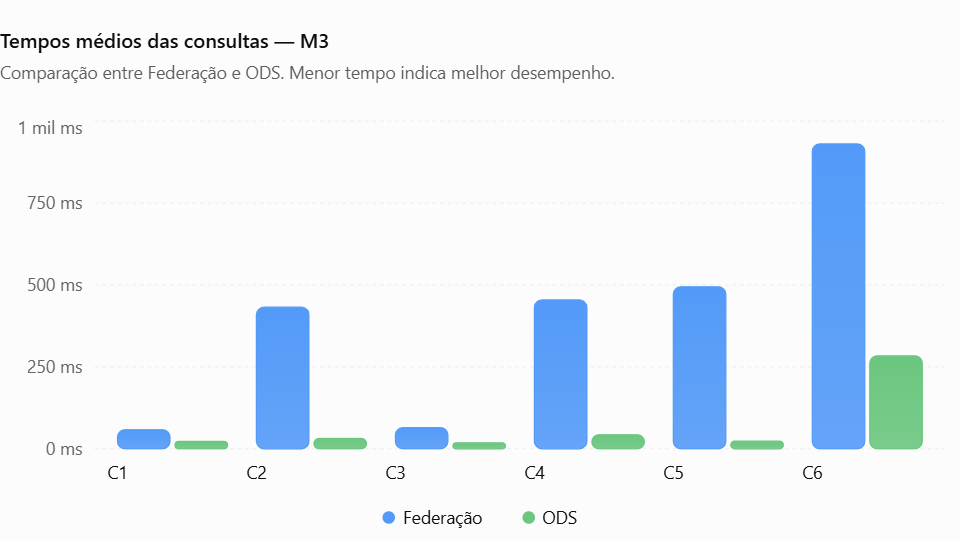 Tempos médios das consultas — M3
Comparação entre Federação e ODS. Menor tempo indica melhor desempenho.
1 mil ms
750 ms
500 ms
250 ms
0 ms
C1 C2 C3 C4 C5 C6
Federação ODS